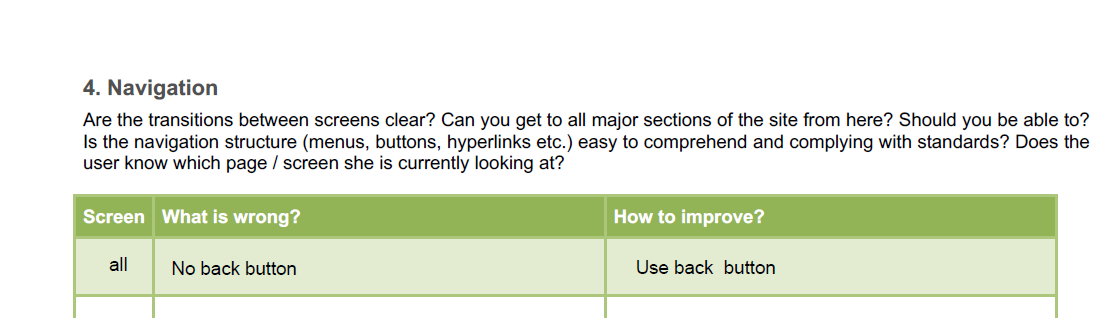 4. Navigation
Are the transitions between screens clear? Can you get to all major sections of the site from here? Should you be able to?
Is the navigation structure (menus, buttons, hyperlinks etc.) easy to comprehend and complying with standards? Does the
user know which page / screen she is currently looking at?
Screen What is wrong? How to improve?
all No back button Use back  button